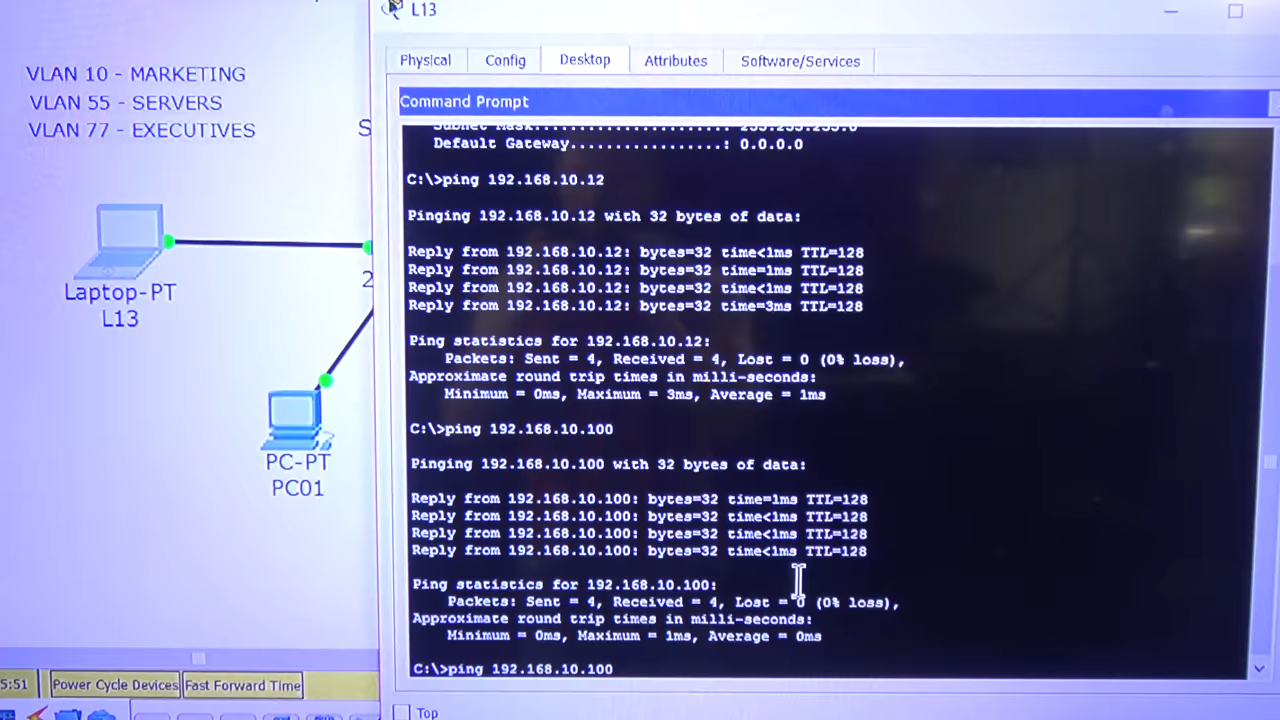 L13
Physical
Config
Desktop
Attributes
Software/Services
VLAN 10 - MARKETING
VLAN 55 - SERVERS
VLAN 77 - EXECUTIVES
S
2
Laptop-PT
L13
PC-PT
PC01
Command Prompt
Subnet Mask......................: 255.255.255.0
Default Gateway.................: 0.0.0.0
C:\>ping 192.168.10.12
Pinging 192.168.10.12 with 32 bytes of data:
Reply from 192.168.10.12: bytes=32 time<1ms TTL=128
Reply from 192.168.10.12: bytes=32 time=1ms TTL=128
Reply from 192.168.10.12: bytes=32 time<1ms TTL=128
Reply from 192.168.10.12: bytes=32 time=3ms TTL=128
Ping statistics for 192.168.10.12:
Packets: Sent = 4, Received = 4, Lost = 0 (0% loss),
Approximate round trip times in milli-seconds:
Minimum = 0ms, Maximum = 3ms, Average = 1ms
C:\>ping 192.168.10.100
Pinging 192.168.10.100 with 32 bytes of data:
Reply from 192.168.10.100: bytes=32 time=1ms TTL=128
Reply from 192.168.10.100: bytes=32 time<1ms TTL=128
Reply from 192.168.10.100: bytes=32 time<1ms TTL=128
Reply from 192.168.10.100: bytes=32 time<1ms TTL=128
Ping statistics for 192.168.10.100:
Packets: Sent = 4, Received = 4, Lost = 0 (0% loss),
Approximate round trip times in milli-seconds:
Minimum = 0ms, Maximum = 1ms, Average = 0ms
C:\>ping 192.168.10.100
5:51
Power Cycle Devices
Fast Forward Time
Top